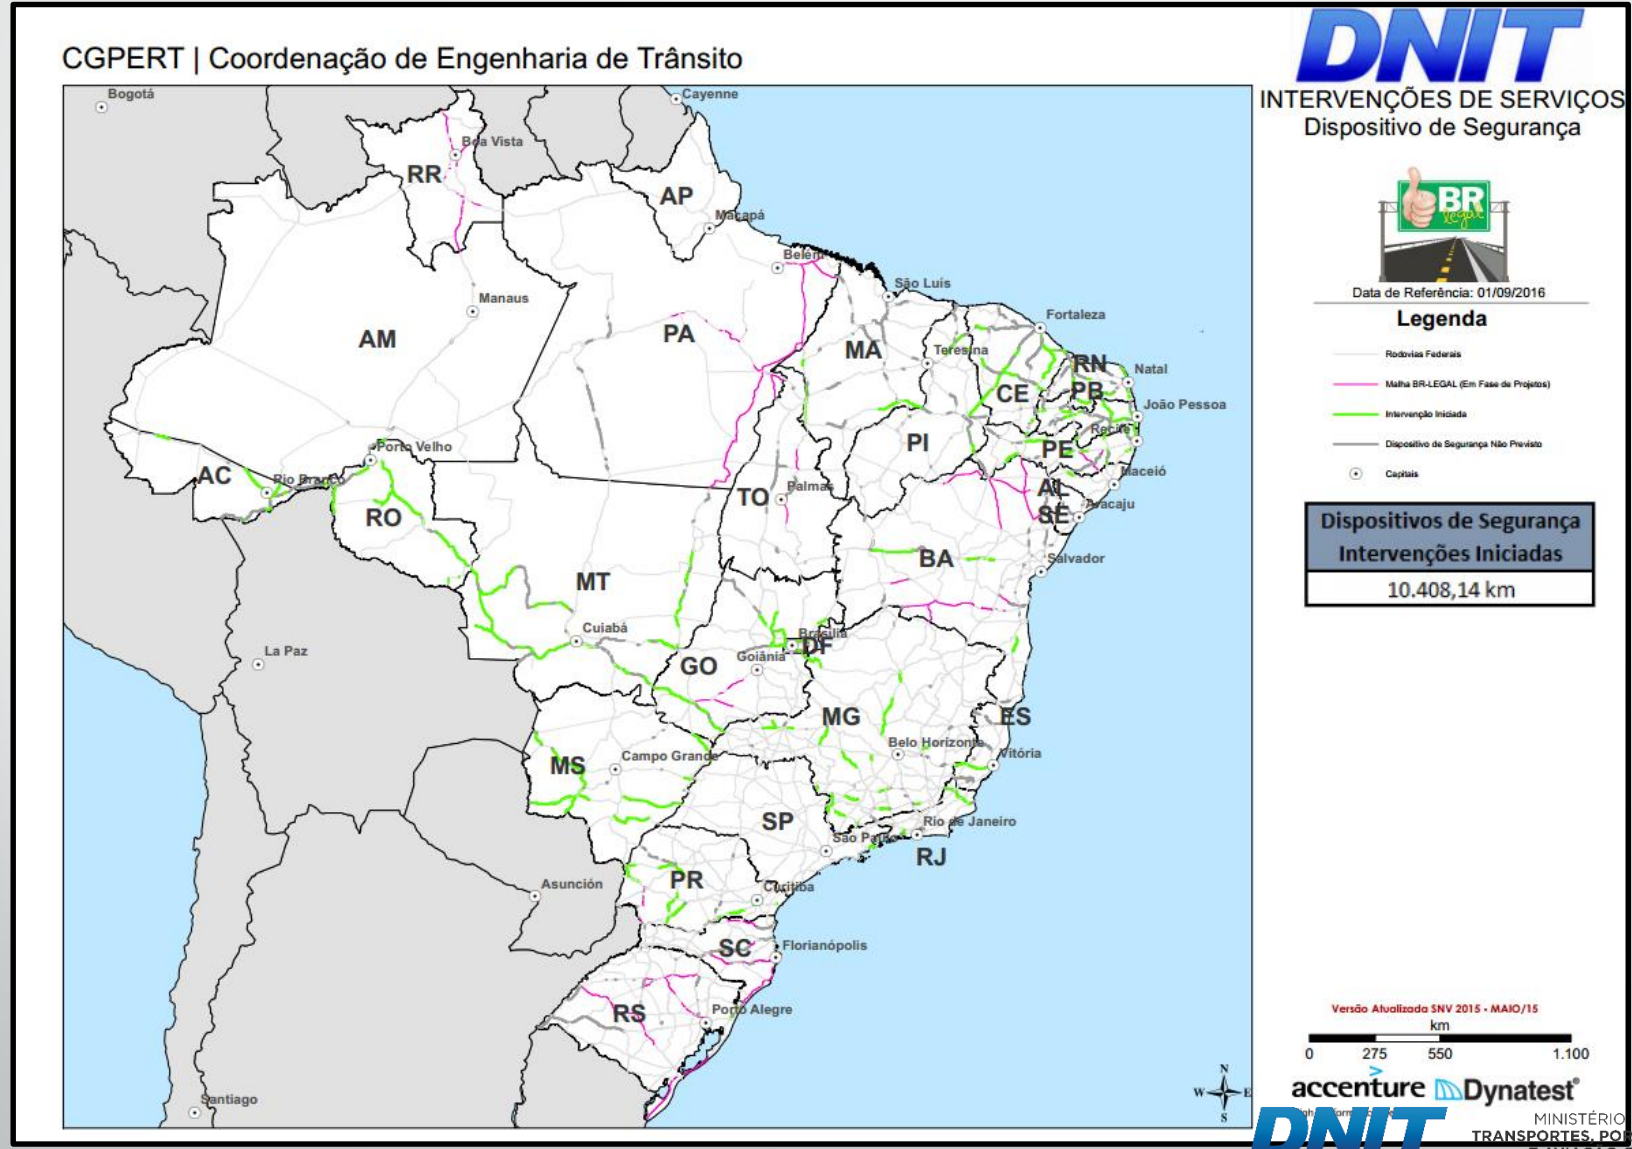 CGPERT | Coordenação de Engenharia de Trânsito
DNIT
INTERVENÇÕES DE SERVIÇOS
Dispositivo de Segurança
BR
legal
Data de Referência: 01/09/2016
Legenda
Rodovias Federais
Malha BR-LEGAL (Em Fase de Projetos)
Intervenção Iniciada
Dispositivo de Segurança Não Previsto
Capitais
Dispositivos de Segurança
Intervenções Iniciadas
10.408,14 km
Bogotá
Cayenne
Boa Vista
RR
AP
Macapá
Belém
São Luís
Manaus
Fortaleza
AM
PA
MA
Teresina
RN
Natal
CE
PB
João Pessoa
Recife
PI
PE
Porto Velho
Maceió
AC
Rio Branco
TO
Palmas
AL
Aracaju
SE
RO
BA
Salvador
MT
Cuiabá
Brasília
DF
La Paz
GO
Goiânia
MG
ES
Belo Horizonte
Vitória
MS
Campo Grande
SP
Rio de Janeiro
São Paulo
RJ
Asunción
PR
Curitiba
SC
Florianópolis
RS
Porto Alegre
Santiago
N
W E
S
Versão Atualizada SNV 2015 - MAIO/15
km
0 275 550 1.100
accenture Dynatest
DNIT
MINISTÉRIO
TRANSPORTES, POR